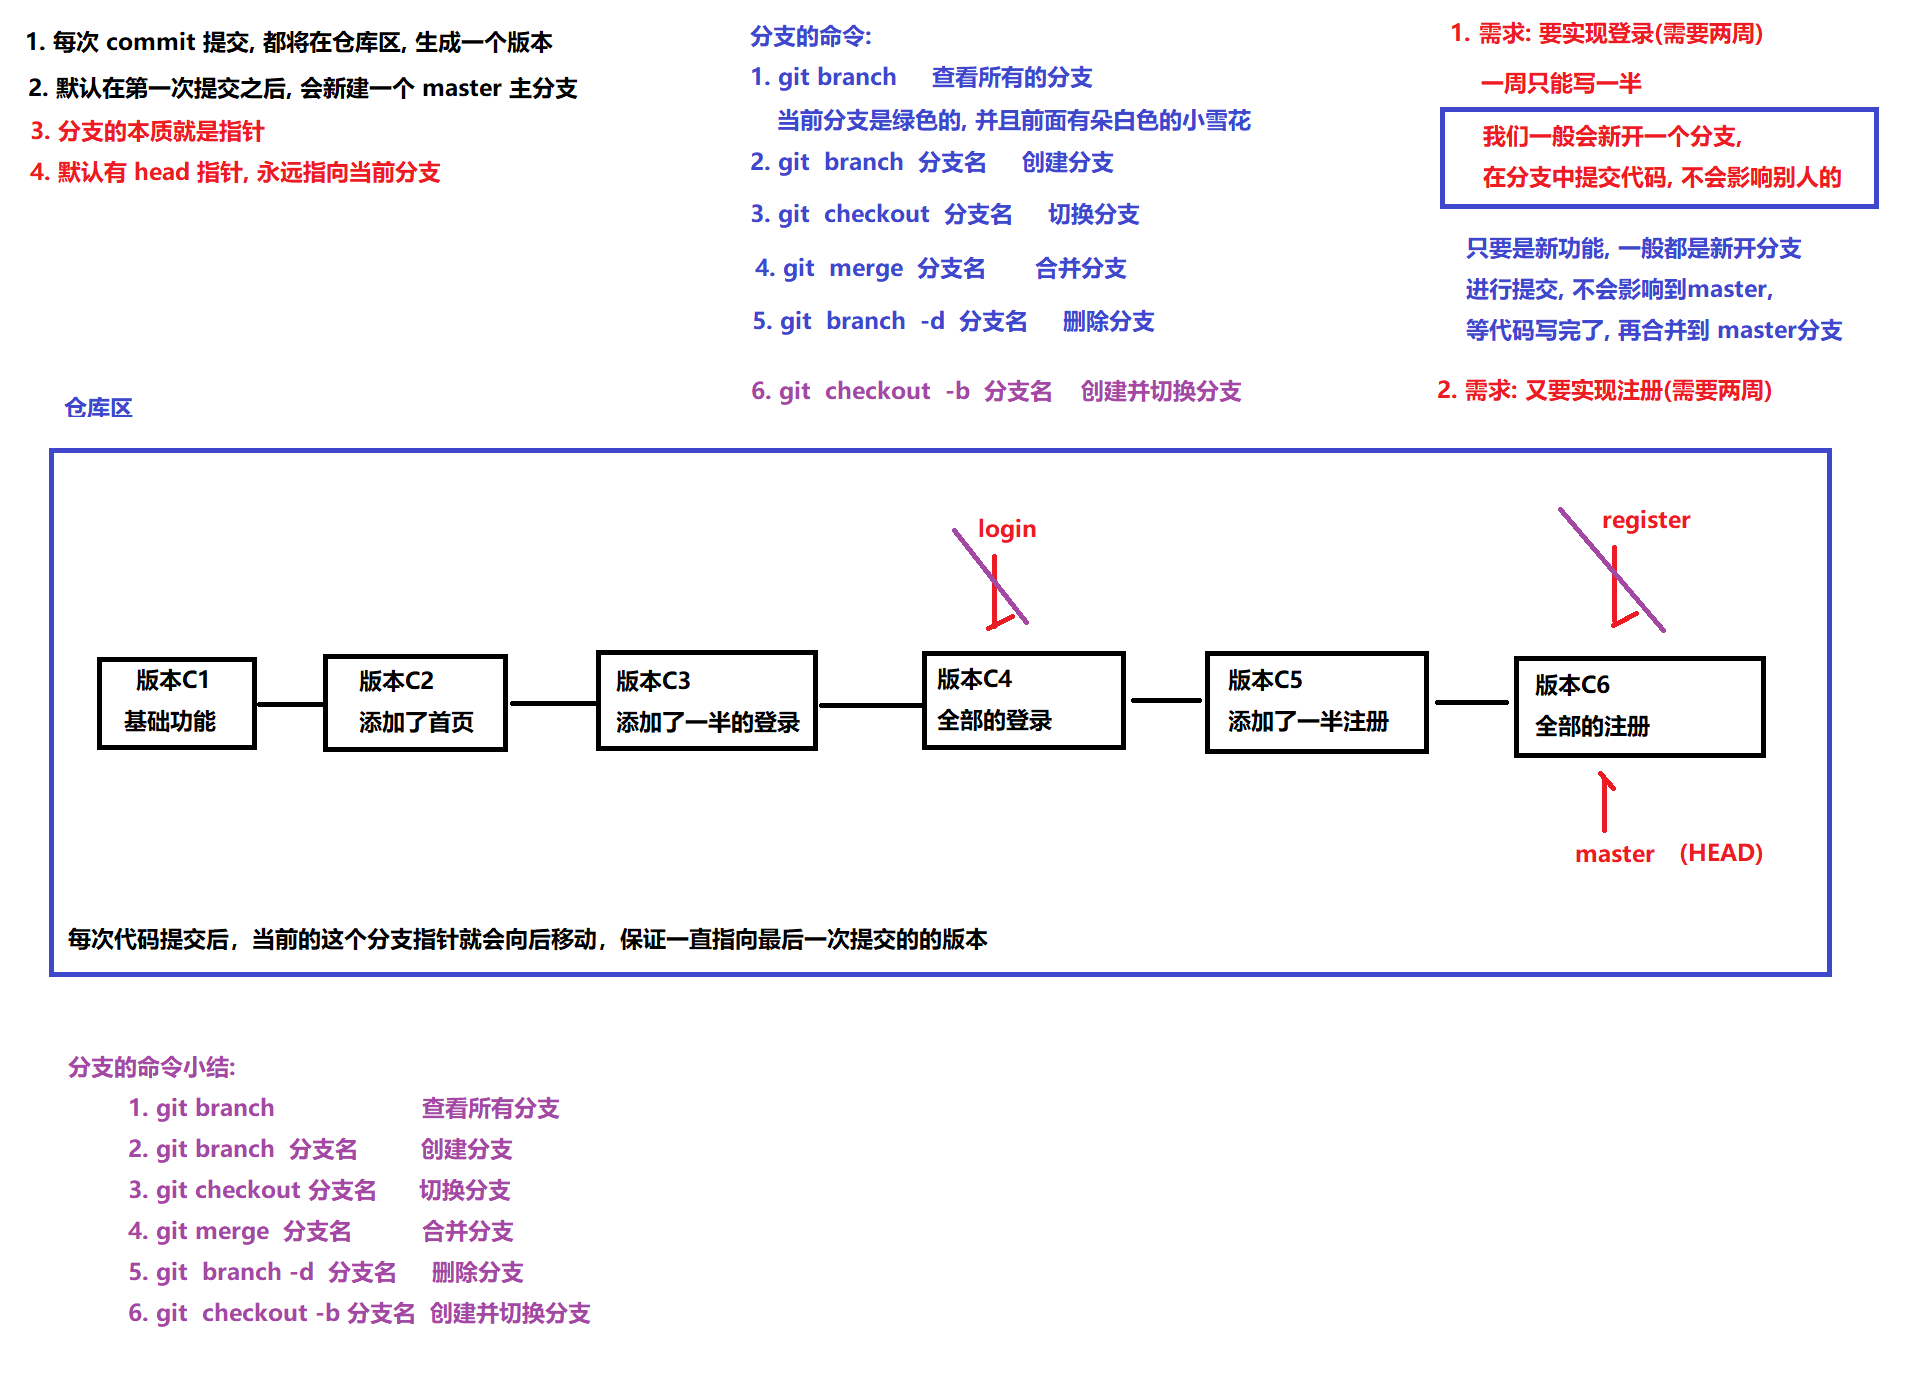 1. 每次 commit 提交, 都将在仓库区, 生成一个版本
2. 默认在第一次提交之后, 会新建一个 master 主分支
3. 分支的本质就是指针
4. 默认有 head 指针, 永远指向当前分支
分支的命令:
1. git branch 查看所有的分支
当前分支是绿色的, 并且前面有朵白色的小雪花
2. git branch 分支名 创建分支
3. git checkout 分支名 切换分支
4. git merge 分支名 合并分支
5. git branch -d 分支名 删除分支
6. git checkout -b 分支名 创建并切换分支
1. 需求: 要实现登录(需要两周)
一周只能写一半
我们一般会新开一个分支,
在分支中提交代码, 不会影响别人的
只要是新功能, 一般都是新开分支
进行提交, 不会影响到master,
等代码写完了, 再合并到 master分支
2. 需求: 又要实现注册(需要两周)
仓库区
login
register
版本C1
基础功能
版本C2
添加了首页
版本C3
添加了一半的登录
版本C4
全部的登录
版本C5
添加了一半注册
版本C6
全部的注册
master (HEAD)
每次代码提交后，当前的这个分支指针就会向后移动，保证一直指向最后一次提交的的版本
分支的命令小结:
1. git branch 查看所有分支
2. git branch 分支名 创建分支
3. git checkout 分支名 切换分支
4. git merge 分支名 合并分支
5. git branch -d 分支名 删除分支
6. git checkout -b 分支名 创建并切换分支